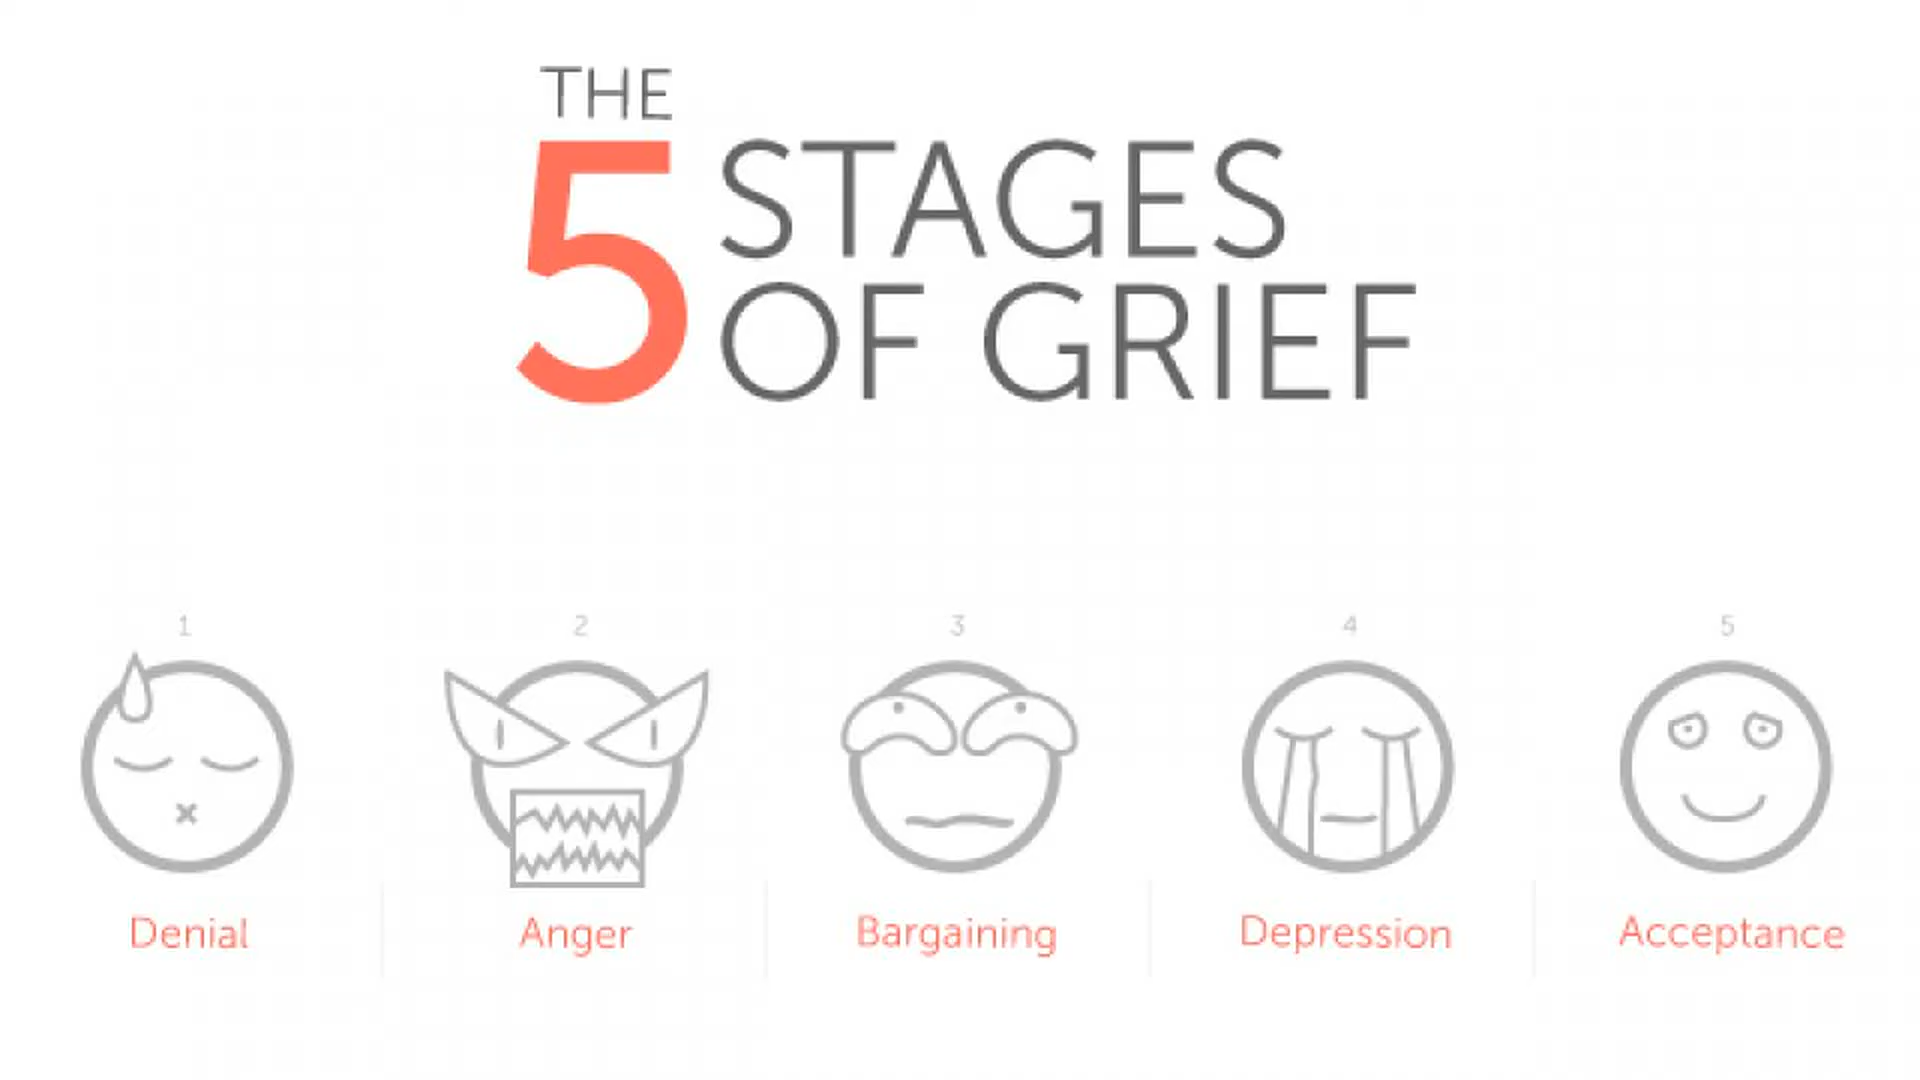 THE
5 STAGES
OF GRIEF
1 2 3 4 5
Denial Anger Bargaining Depression Acceptance